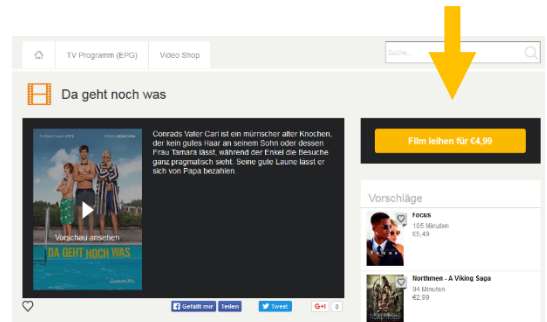 TV Programm (EPG)
Video Shop
Suche...
Da geht noch was
Conrads Vater Carl ist ein mürrischer alter Knochen,
der kein gutes Haar an seinem Sohn oder dessen
Frau Tamara lässt, während der Enkel die Besuche
ganz pragmatisch sieht. Seine gute Laune lässt er
sich von Papa bezahlen.
Vorschau ansehen
DA GEHT NOCH WAS
Film leihen für €4,99
Vorschläge
Focus
105 Minuten
€5,49
Northmen - A Viking Saga
94 Minuten
€2,99
Gefällt mir
Teilen
Tweet
G+1
0